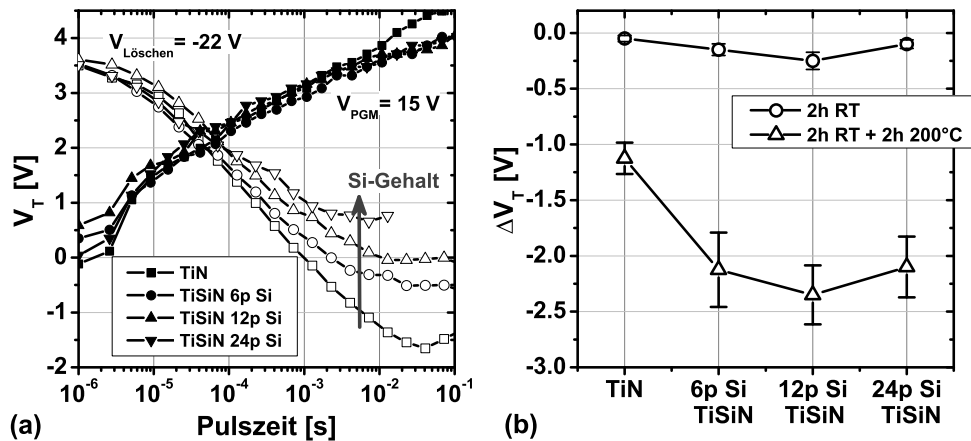 V_Löschen = -22 V
V_PGM = 15 V
Si-Gehalt
4
3
2
1
0
-1
-2
V_T [V]
TiN
TiSiN 6p Si
TiSiN 12p Si
TiSiN 24p Si
10^-6 10^-5 10^-4 10^-3 10^-2 10^-1
(a) Pulszeit [s]
0.0
-0.5
-1.0
-1.5
-2.0
-2.5
-3.0
ΔV_T [V]
2h RT
2h RT + 2h 200°C
TiN 6p Si 12p Si 24p Si
TiSiN TiSiN TiSiN
(b)